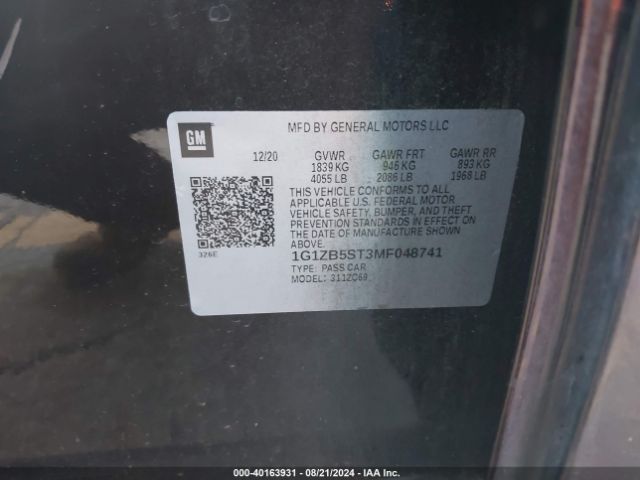 GM
MFD BY GENERAL MOTORS LLC
12/20 GVWR GAWR FRT GAWR RR
1839 KG 946 KG 893 KG
4055 LB 2086 LB 1968 LB
THIS VEHICLE CONFORMS TO ALL
APPLICABLE U.S. FEDERAL MOTOR
VEHICLE SAFETY, BUMPER, AND THEFT
PREVENTION STANDARDS IN EFFECT ON
THE DATE OF MANUFACTURE SHOWN
ABOVE.
326E
1G1ZB5ST3MF048741
TYPE: PASS CAR
MODEL: 311ZC69
000-40163931 - 08/21/2024 - IAA Inc.